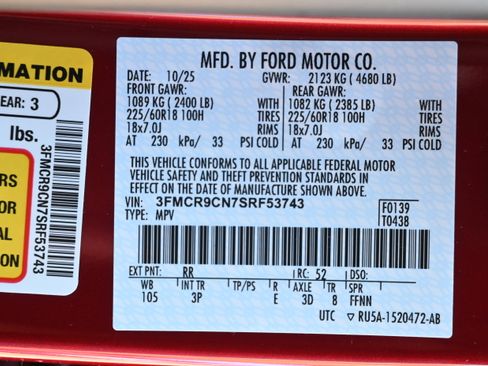 MATION
EAR: 3
lbs.
RS
OR
AL
ION
3FMCR9CN7SRF53743
MFD. BY FORD MOTOR CO.
DATE: 10/25 GVWR: 2123 KG ( 4680 LB)
FRONT GAWR: REAR GAWR:
1089 KG ( 2400 LB) WITH 1082 KG ( 2385 LB) WITH
225/60R18 100H TIRES 225/60R18 100H TIRES
18x7.0J RIMS 18x7.0J RIMS
AT 230 kPa/ 33 PSI COLD AT 230 kPa/ 33 PSI COLD
THIS VEHICLE CONFORMS TO ALL APPLICABLE FEDERAL MOTOR
VEHICLE SAFETY AND THEFT PREVENTION STANDARDS IN
EFFECT ON THE DATE OF MANUFACTURE SHOWN ABOVE.
VIN: 3FMCR9CN7SRF53743 F0139
TYPE: MPV T0438
EXT PNT: RR RC: 52 DSO:
WB INT TR TP/PS R AXLE TR SPR
105 3P E 3D 8 FFNN
UTC ▽ RU5A-1520472-AB